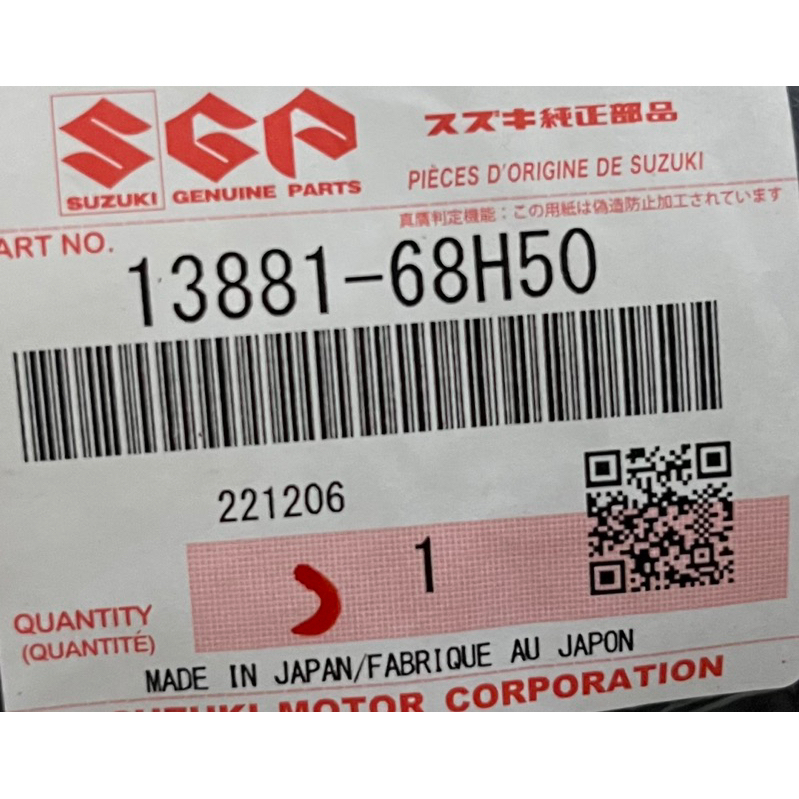 SGP
スズキ純正部品
SUZUKI GENUINE PARTS
PIÈCES D'ORIGINE DE SUZUKI
真贋判定機能:この用紙は偽造防止加工されています
ART NO.
13881-68H50
221206
1
QUANTITY
(QUANTITÉ)
MADE IN JAPAN/FABRIQUE AU JAPON
SUZUKI MOTOR CORPORATION